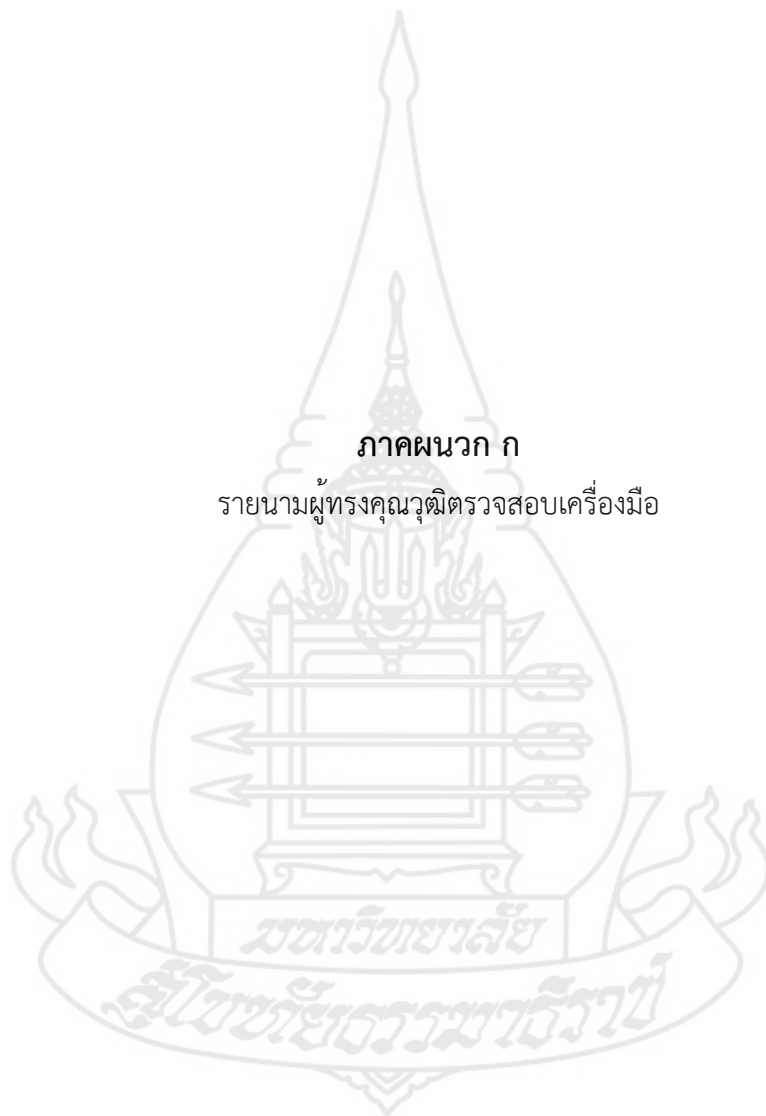 ภาคผนวก ก
รายนามผู้ทรงคุณวุฒิตรวจสอบเครื่องมือ
มหาวิทยาลัย
สุโขทัยธรรมาธิราช